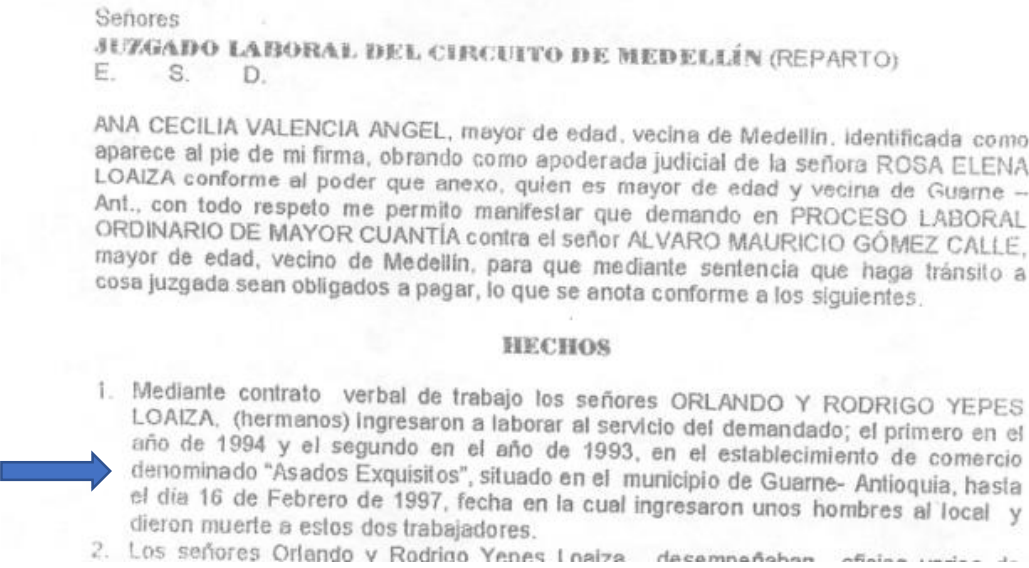 Señores
JUZGADO LABORAL DEL CIRCUITO DE MEDELLÍN (REPARTO)
E. S. D.
ANA CECILIA VALENCIA ANGEL, mayor de edad, vecina de Medellín, identificada como
aparece al pie de mi firma, obrando como apoderada judicial de la señora ROSA ELENA
LOAIZA conforme al poder que anexo, quien es mayor de edad y vecina de Guarne –
Ant., con todo respeto me permito manifestar que demando en PROCESO LABORAL
ORDINARIO DE MAYOR CUANTÍA contra el señor ALVARO MAURICIO GÓMEZ CALLE,
mayor de edad, vecino de Medellín, para que mediante sentencia que haga tránsito a
cosa juzgada sean obligados a pagar, lo que se anota conforme a los siguientes.
HECHOS
1. Mediante contrato verbal de trabajo los señores ORLANDO Y RODRIGO YEPES
LOAIZA, (hermanos) ingresaron a laborar al servicio del demandado; el primero en el
año de 1994 y el segundo en el año de 1993, en el establecimiento de comercio
denominado "Asados Exquisitos", situado en el municipio de Guarne- Antioquia, hasta
el día 16 de Febrero de 1997, fecha en la cual ingresaron unos hombres al local y
dieron muerte a estos dos trabajadores.
2. Los señores Orlando y Rodrigo Yepes Loaiza desempeñaban oficios varios